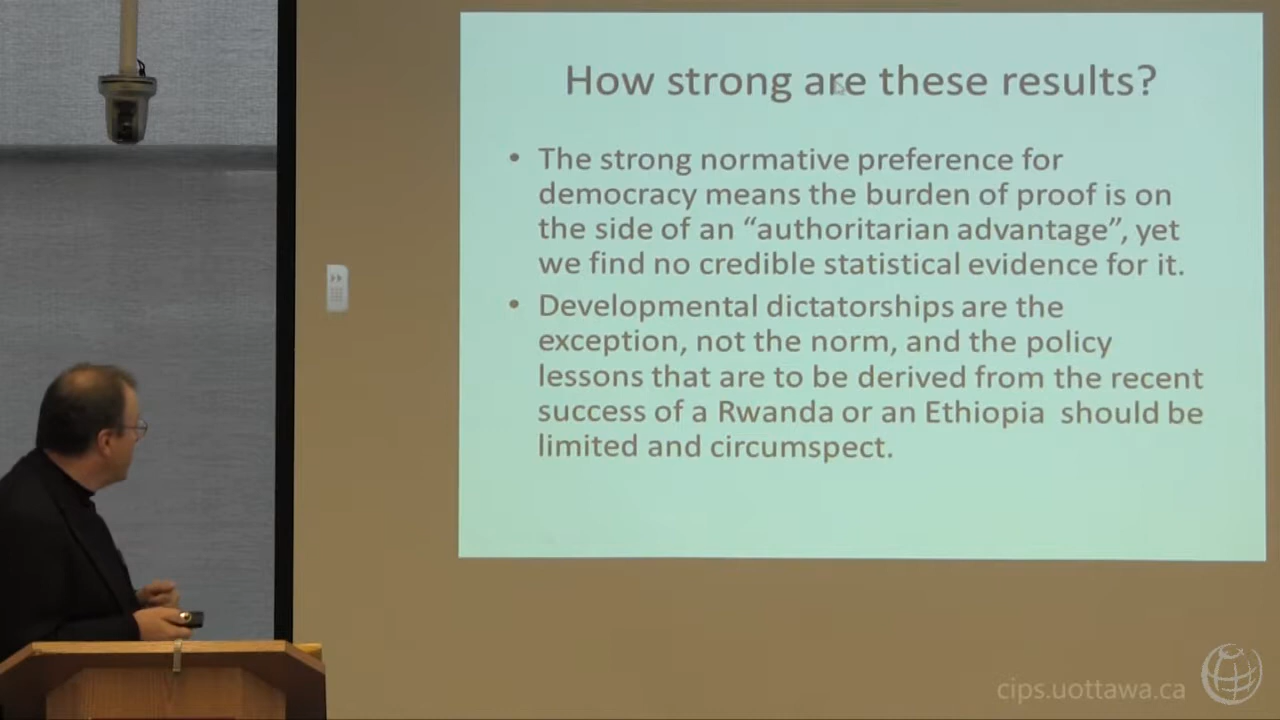 How strong are these results?
• The strong normative preference for
democracy means the burden of proof is on
the side of an “authoritarian advantage”, yet
we find no credible statistical evidence for it.
• Developmental dictatorships are the
exception, not the norm, and the policy
lessons that are to be derived from the recent
success of a Rwanda or an Ethiopia should be
limited and circumspect.
cips.uottawa.ca